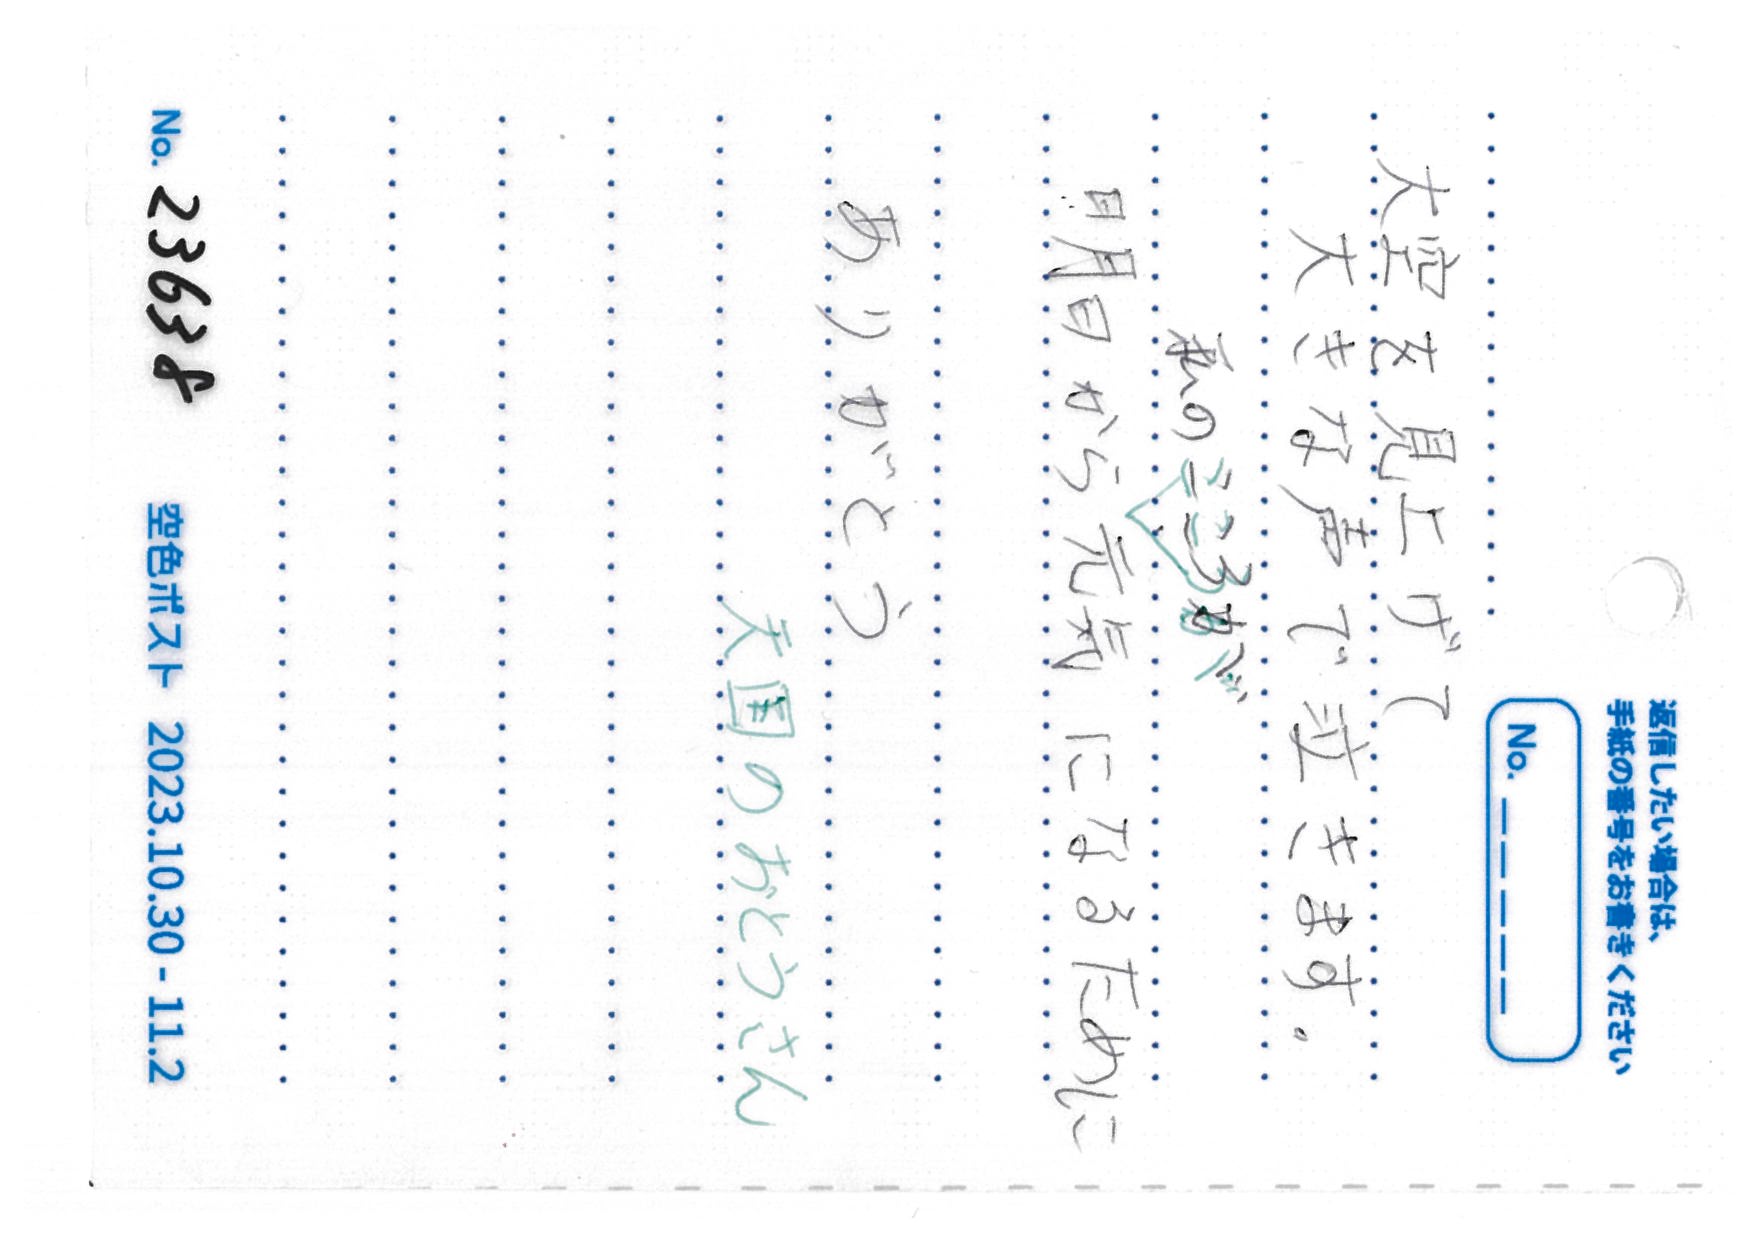 返信したい場合は、
手紙の番号をお書きください
No. _ _ _ _ _
大空を見上げて
大きな声で泣きます。
私のこころが
明日から元気になるために
ありがとう
天国のおとうさん
No. 23638 空色ポスト 2023.10.30 - 11.2